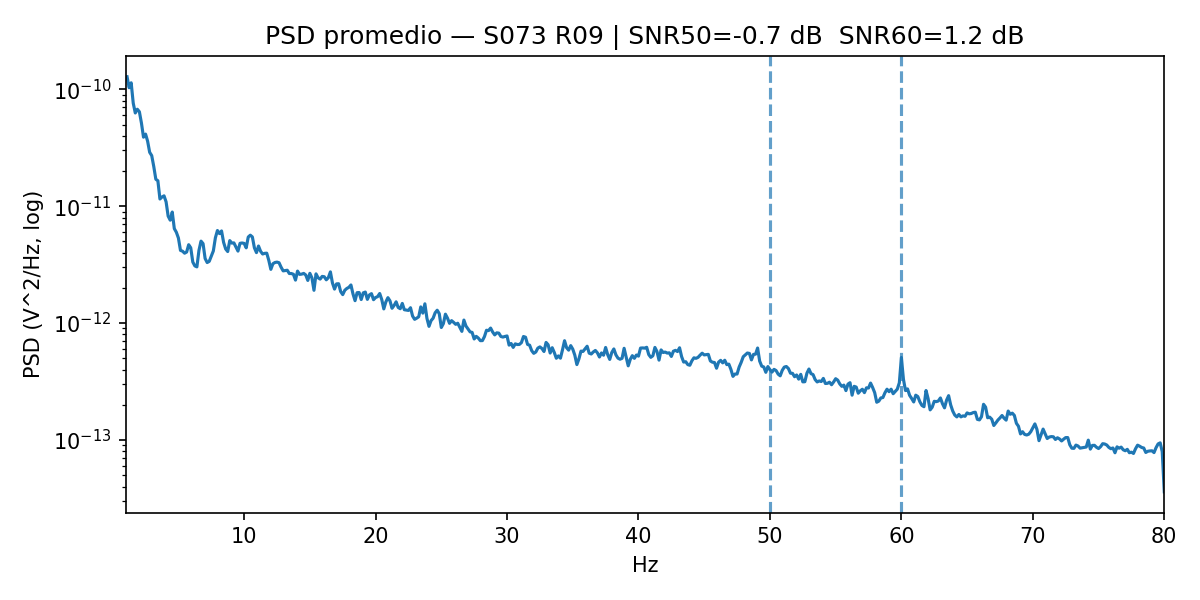 PSD promedio — S073 R09 | SNR50=-0.7 dB  SNR60=1.2 dB
PSD (V^2/Hz, log)
10⁻¹⁰
10⁻¹¹
10⁻¹²
10⁻¹³
10 20 30 40 50 60 70 80
Hz